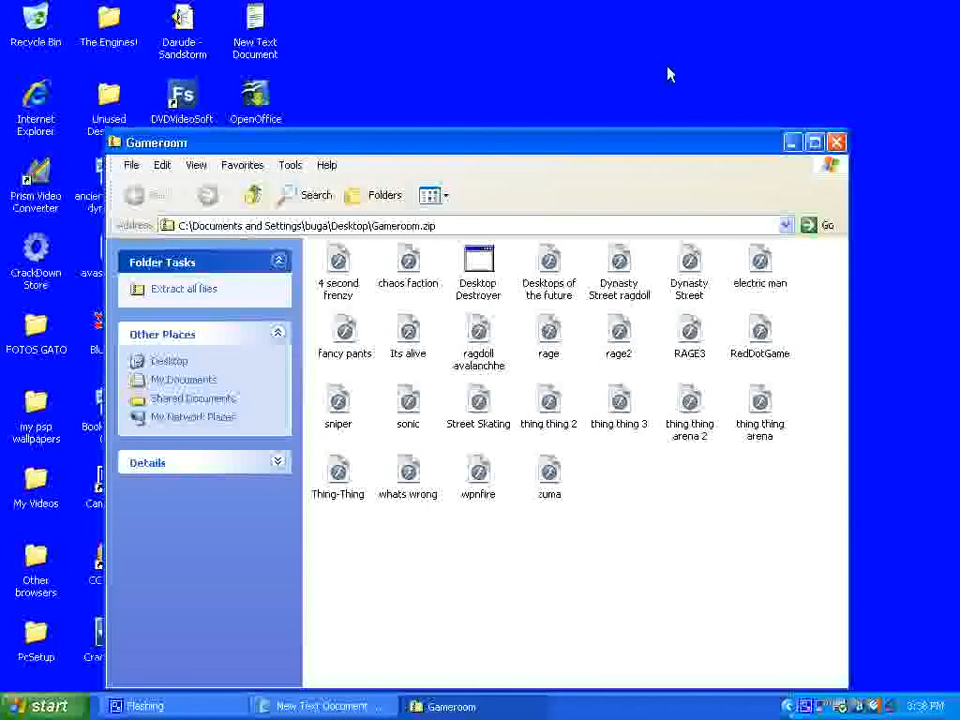 Recycle Bin
The Engines!
Darude -
Sandstorm
New Text
Document
Internet
Explorer
Unused
DVDVideoSoft
OpenOffice
Prism Video
Converter
CrackDown
Store
FOTOS GATO
my psp
wallpapers
My Videos
Other
browsers
PcSetup
Gameroom
File Edit View Favorites Tools Help
Search Folders
Address C:\Documents and Settings\buga\Desktop\Gameroom.zip Go
Folder Tasks
Extract all files
Other Places
Desktop
My Documents
Shared Documents
My Network Places
Details
4 second
frenzy
chaos faction
Desktop
Destroyer
Desktops of
the future
Dynasty
Street ragdoll
Dynasty
Street
electric man
fancy pants
Its alive
ragdoll
avalanchhe
rage
rage2
RAGE3
RedDotGame
sniper
sonic
Street Skating
thing thing 2
thing thing 3
thing thing
arena 2
thing thing
arena
Thing-Thing
whats wrong
wpnfire
zuma
start
Flashing
New Text Document ...
Gameroom
3:38 PM